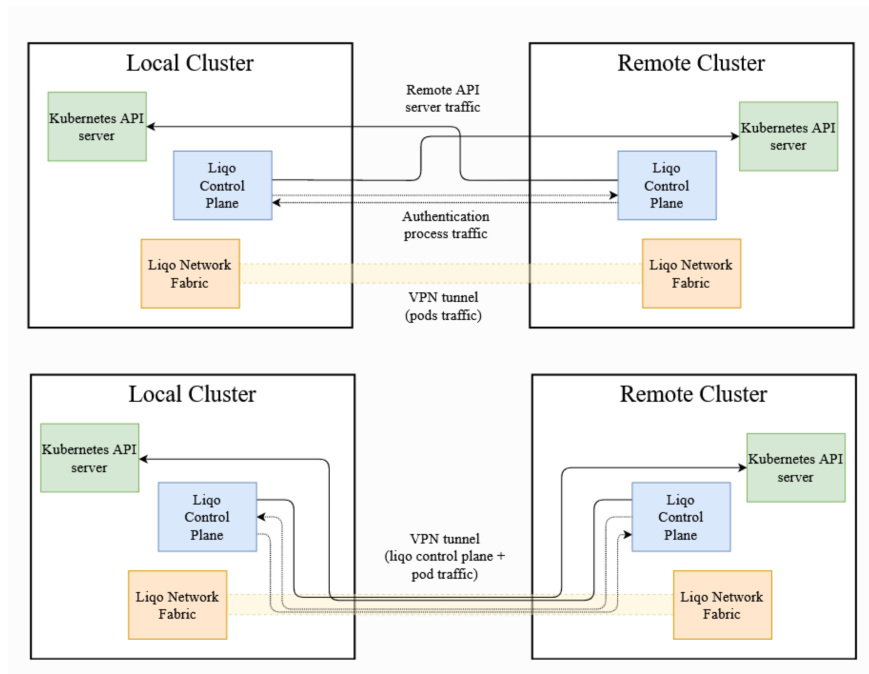 Local Cluster
Remote Cluster
Kubernetes API
server
Remote API
server traffic
Kubernetes API
server
Liqo
Control
Plane
Liqo
Control
Plane
Authentication
process traffic
Liqo Network
Fabric
Liqo Network
Fabric
VPN tunnel
(pods traffic)
Local Cluster
Remote Cluster
Kubernetes API
server
Kubernetes API
server
Liqo
Control
Plane
Liqo
Control
Plane
VPN tunnel
(liqo control plane +
pod traffic)
Liqo Network
Fabric
Liqo Network
Fabric